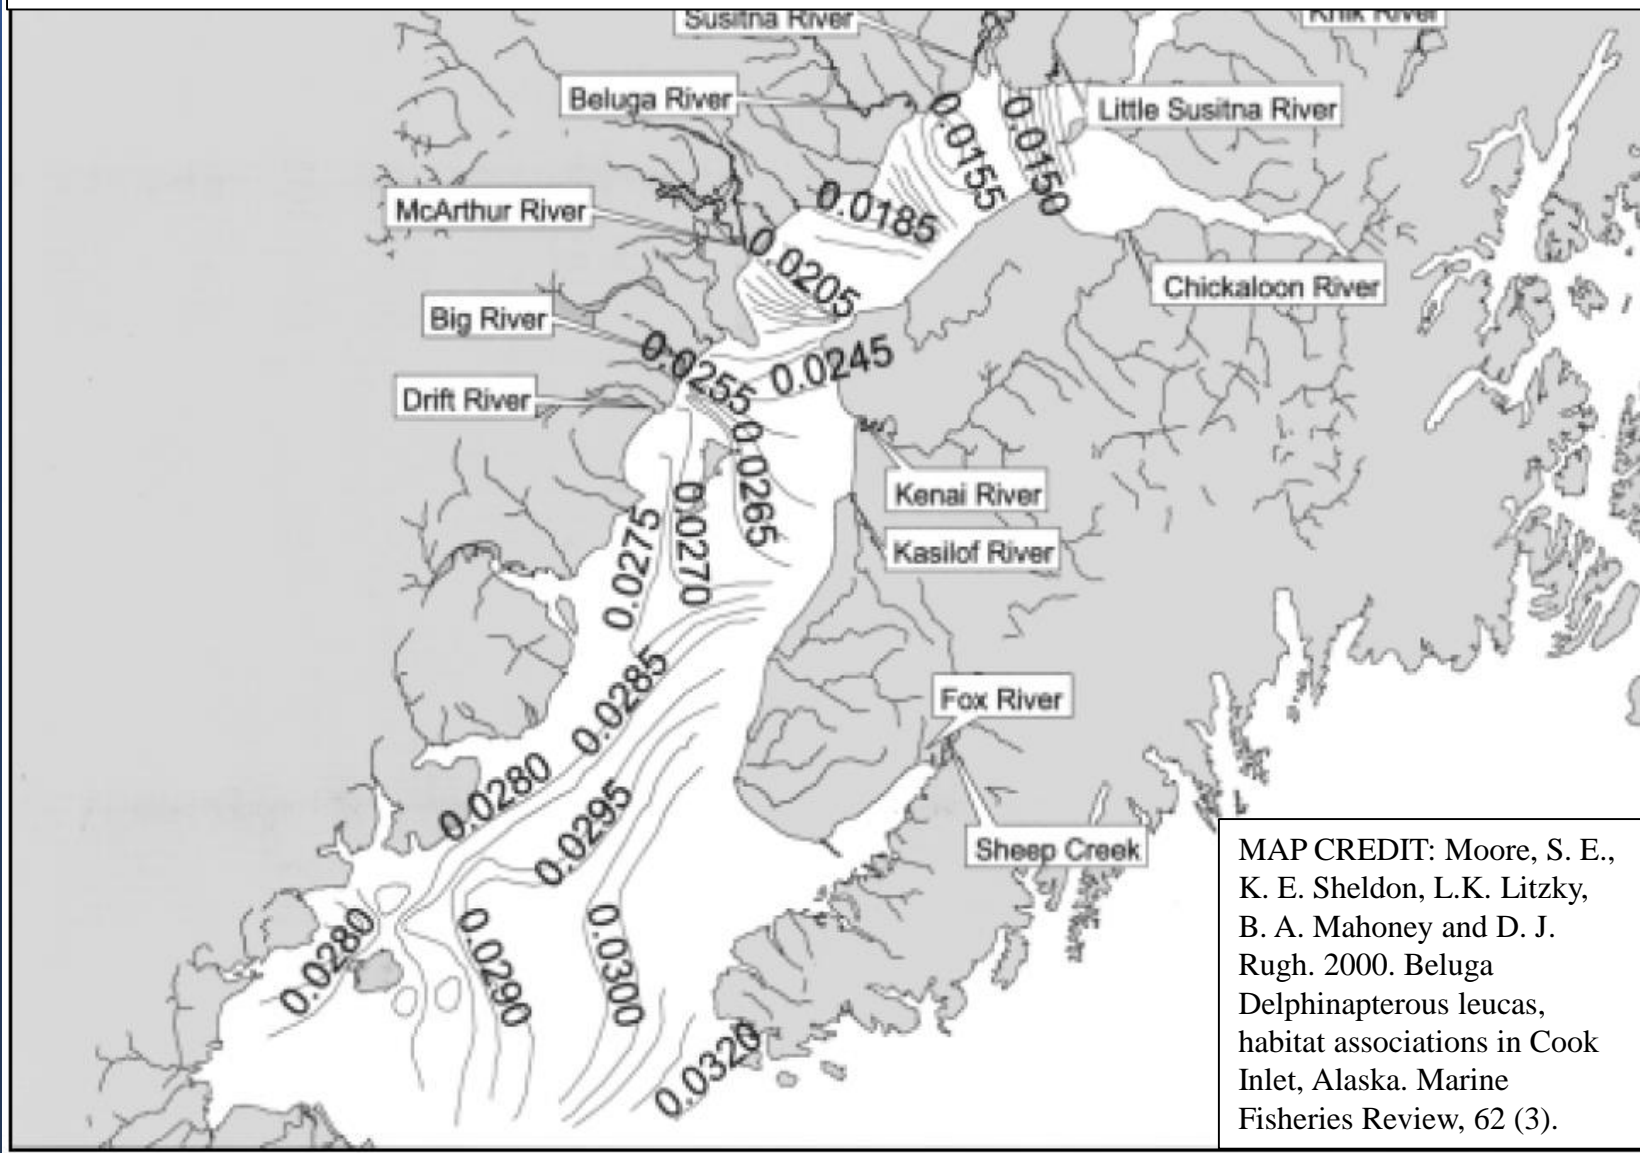 Susitna River
Knik River
Beluga River
Little Susitna River
0.0155
0.0150
McArthur River
0.0185
0.0205
Chickaloon River
Big River
0.0255
0.0245
Drift River
0.0265
Kenai River
0.0275
0.0270
Kasilof River
0.0285
Fox River
0.0280
0.0295
Sheep Creek
0.0280
0.0290
0.0300
0.0320
MAP CREDIT: Moore, S. E.,
K. E. Sheldon, L.K. Litzky,
B. A. Mahoney and D. J.
Rugh. 2000. Beluga
Delphinapterous leucas,
habitat associations in Cook
Inlet, Alaska. Marine
Fisheries Review, 62 (3).